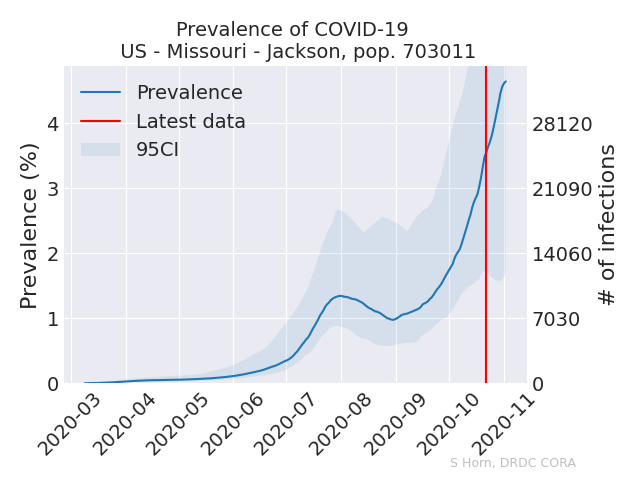 Prevalence of COVID-19
US - Missouri - Jackson, pop. 703011
Prevalence
Latest data
95CI
Prevalence (%)
4
3
2
1
0
28120
21090
14060
7030
0
# of infections
2020-03
2020-04
2020-05
2020-06
2020-07
2020-08
2020-09
2020-10
2020-11
S Horn, DRDC CORA